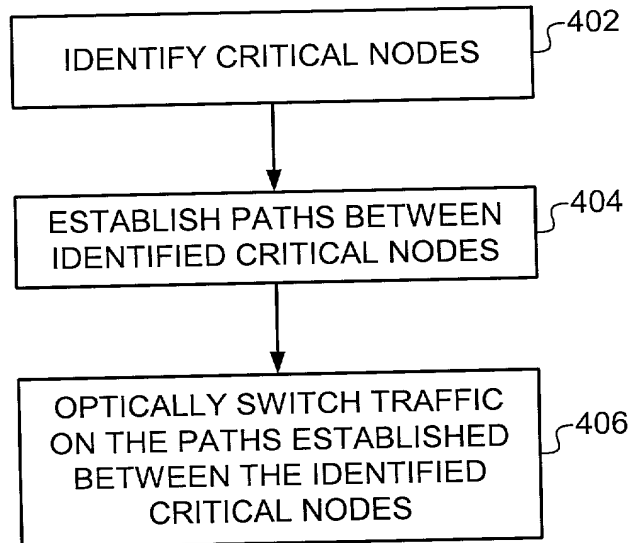 IDENTIFY CRITICAL NODES
402
ESTABLISH PATHS BETWEEN
IDENTIFIED CRITICAL NODES
404
OPTICALLY SWITCH TRAFFIC
ON THE PATHS ESTABLISHED
BETWEEN THE IDENTIFIED
CRITICAL NODES
406